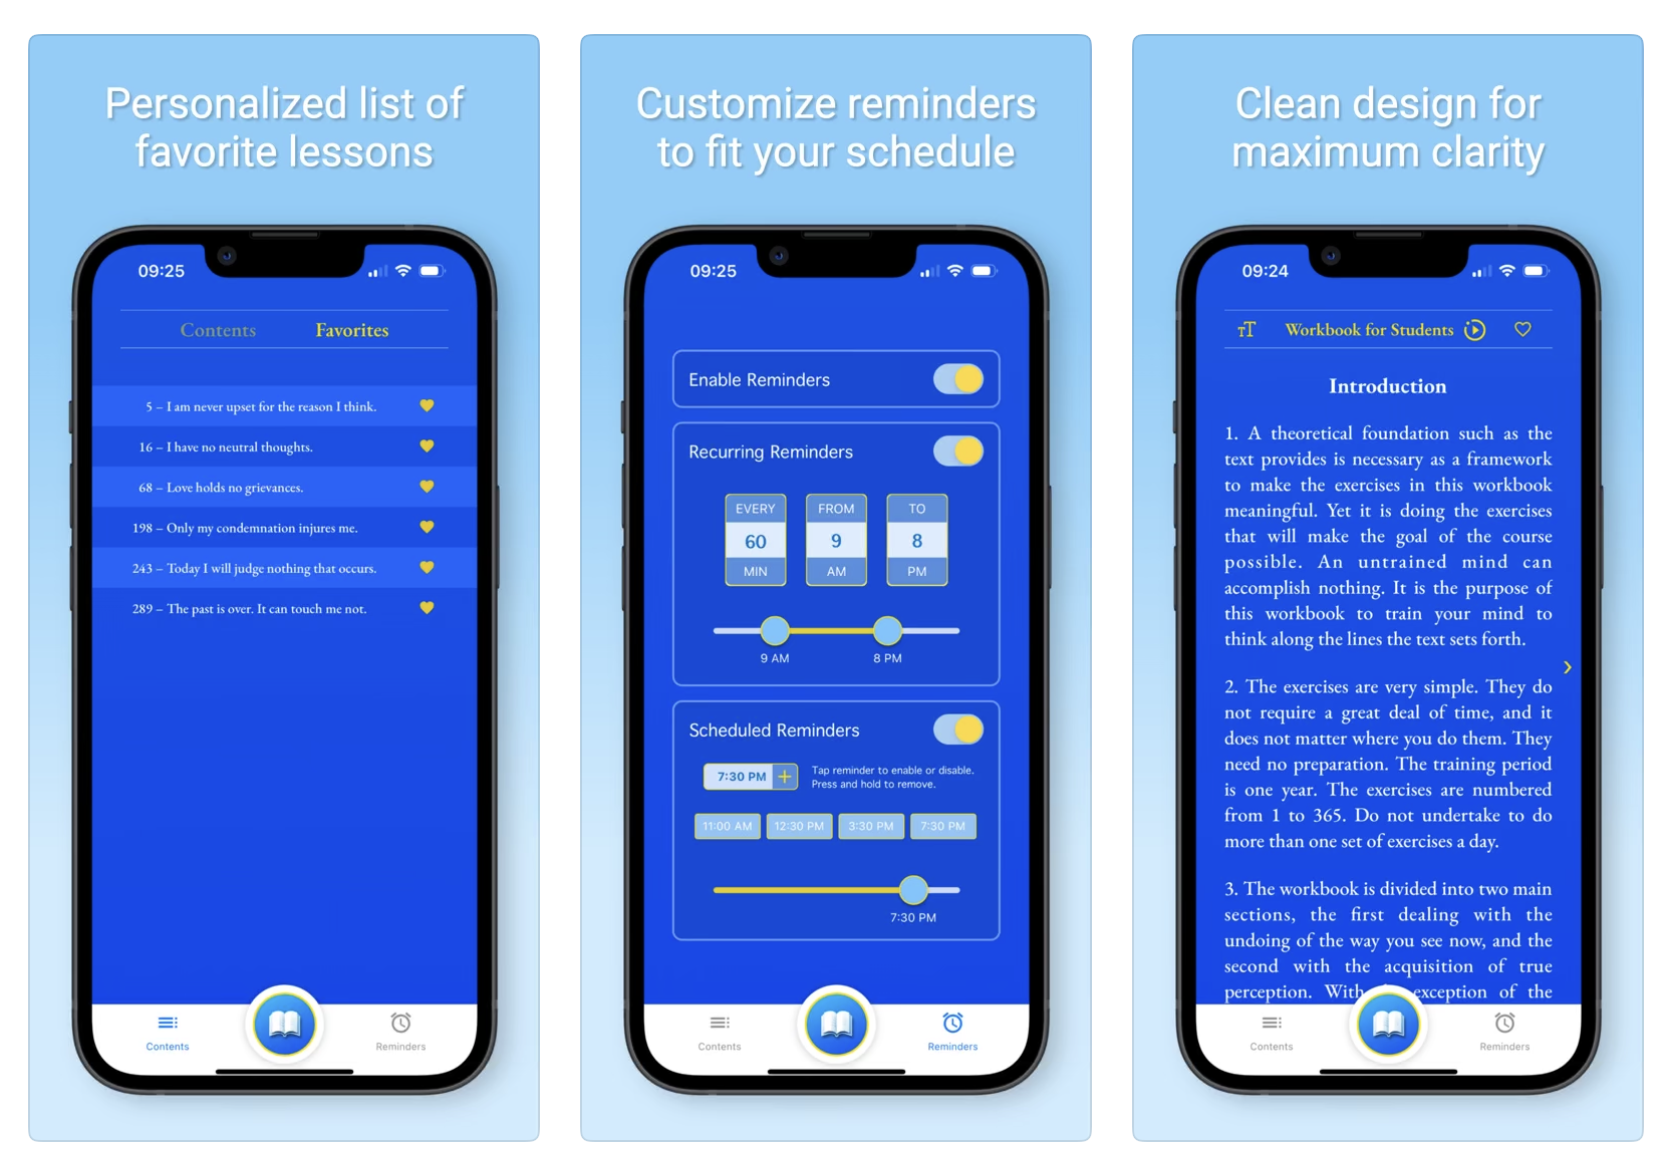 Personalized list of
favorite lessons
09:25
Contents Favorites
5 – I am never upset for the reason I think.
16 – I have no neutral thoughts.
68 – Love holds no grievances.
198 – Only my condemnation injures me.
243 – Today I will judge nothing that occurs.
289 – The past is over. It can touch me not.
Contents Reminders
Customize reminders
to fit your schedule
09:25
Enable Reminders
Recurring Reminders
EVERY FROM TO
60 9 8
MIN AM PM
9 AM 8 PM
Scheduled Reminders
7:30 PM +
Tap reminder to enable or disable.
Press and hold to remove.
11:00 AM 12:30 PM 3:30 PM 7:30 PM
7:30 PM
Contents Reminders
Clean design for
maximum clarity
09:24
TT Workbook for Students
Introduction
1. A theoretical foundation such as the
text provides is necessary as a framework
to make the exercises in this workbook
meaningful. Yet it is doing the exercises
that will make the goal of the course
possible. An untrained mind can
accomplish nothing. It is the purpose of
this workbook to train your mind to
think along the lines the text sets forth.
2. The exercises are very simple. They do
not require a great deal of time, and it
does not matter where you do them. They
need no preparation. The training period
is one year. The exercises are numbered
from 1 to 365. Do not undertake to do
more than one set of exercises a day.
3. The workbook is divided into two main
sections, the first dealing with the
undoing of the way you see now, and the
second with the acquisition of true
perception. With exception of the
Contents Reminders